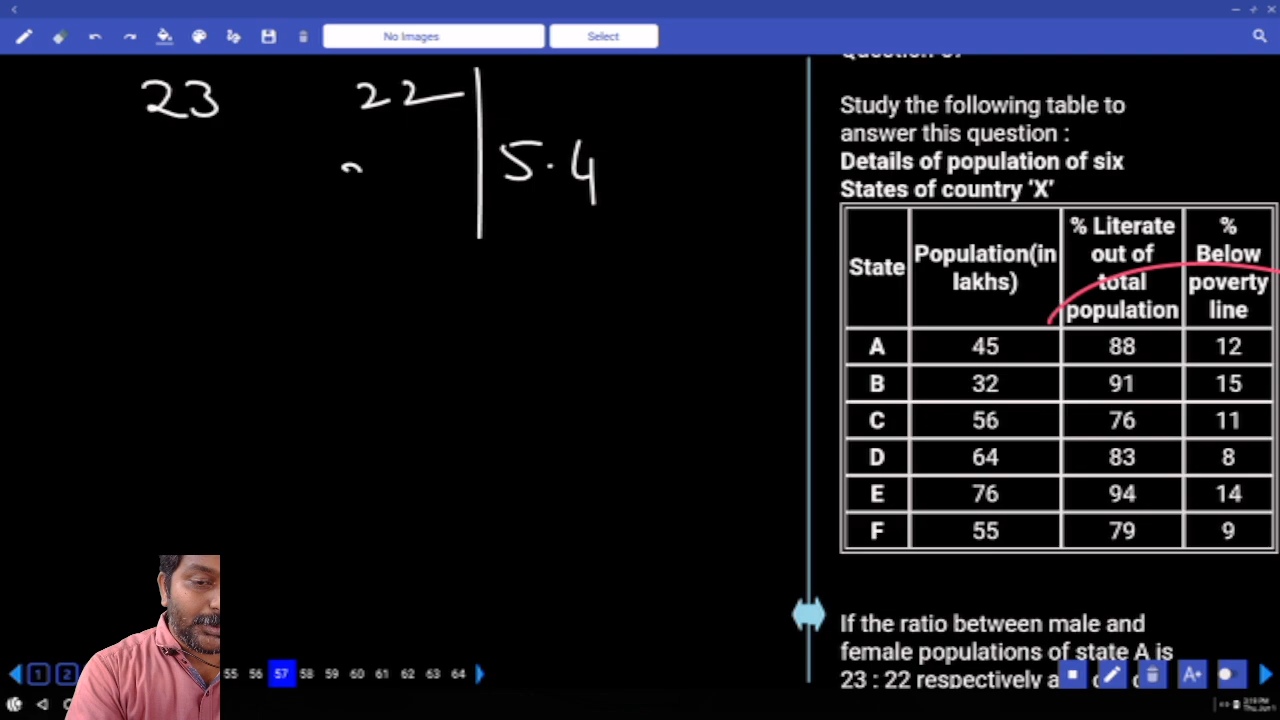 No Images
Select
23
22
5.4
Study the following table to
answer this question :
Details of population of six
States of country ‘X’
State
Population(in
lakhs)
% Literate
out of
total
population
%
Below
poverty
line
A 45 88 12
B 32 91 15
C 56 76 11
D 64 83 8
E 76 94 14
F 55 79 9
If the ratio between male and
female populations of state A is
23 : 22 respectively
1 2 55 56 57 58 59 60 61 62 63 64
A+